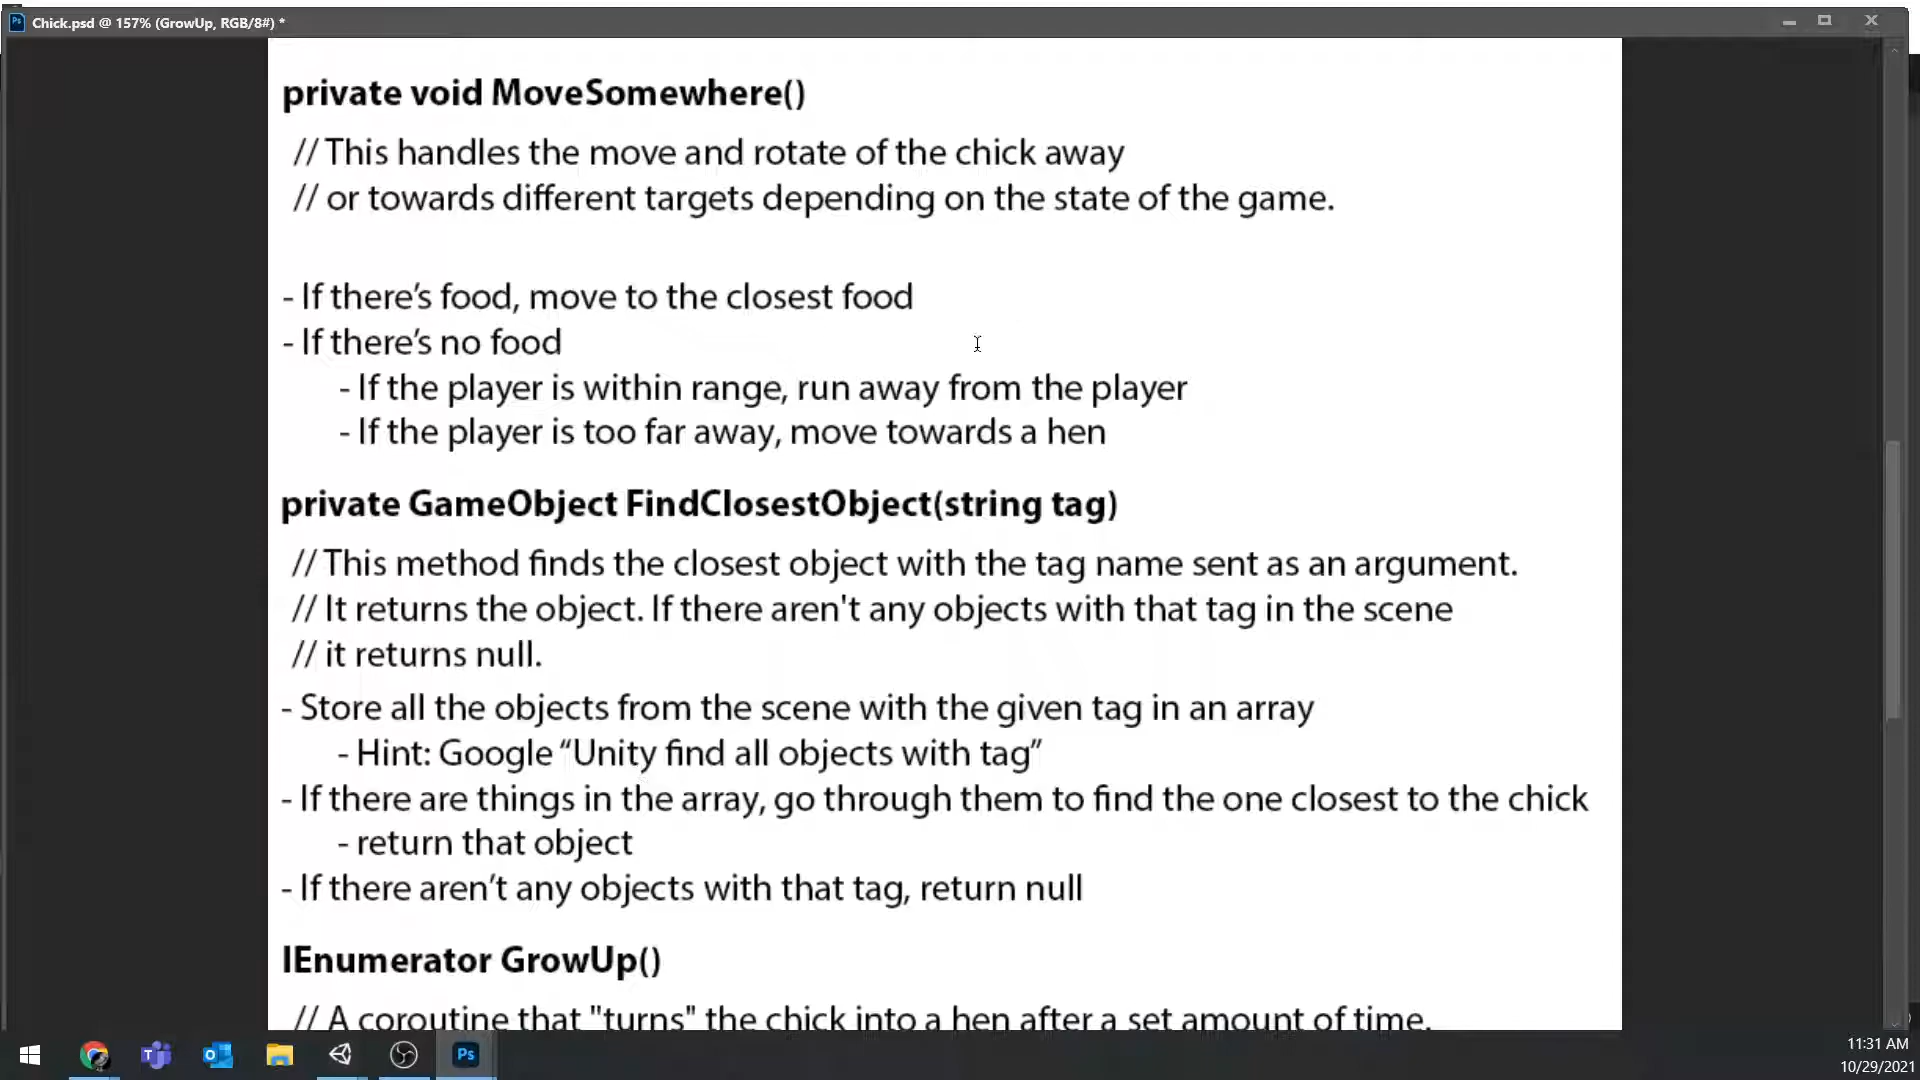 Ps Chick.psd @ 157% (GrowUp, RGB/8#) *
private void MoveSomewhere()
// This handles the move and rotate of the chick away
// or towards different targets depending on the state of the game.
- If there’s food, move to the closest food
- If there’s no food
- If the player is within range, run away from the player
- If the player is too far away, move towards a hen
private GameObject FindClosestObject(string tag)
// This method finds the closest object with the tag name sent as an argument.
// It returns the object. If there aren't any objects with that tag in the scene
// it returns null.
- Store all the objects from the scene with the given tag in an array
- Hint: Google “Unity find all objects with tag”
- If there are things in the array, go through them to find the one closest to the chick
- return that object
- If there aren’t any objects with that tag, return null
IEnumerator GrowUp()
// A coroutine that "turns" the chick into a hen after a set amount of time.
Ps
11:31 AM
10/29/2021